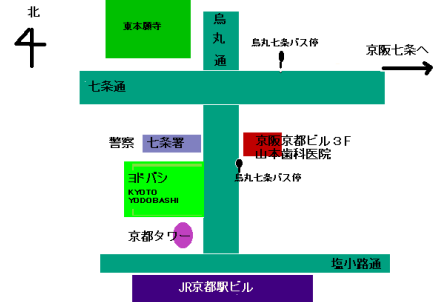 北
東本願寺
烏丸通
烏丸七条バス停
京阪七条へ
七条通
警察 七条署
京阪京都ビル３F
山本歯科医院
ヨドバシ
KYOTO
YODOBASHI
烏丸七条バス停
京都タワー
塩小路通
JR京都駅ビル